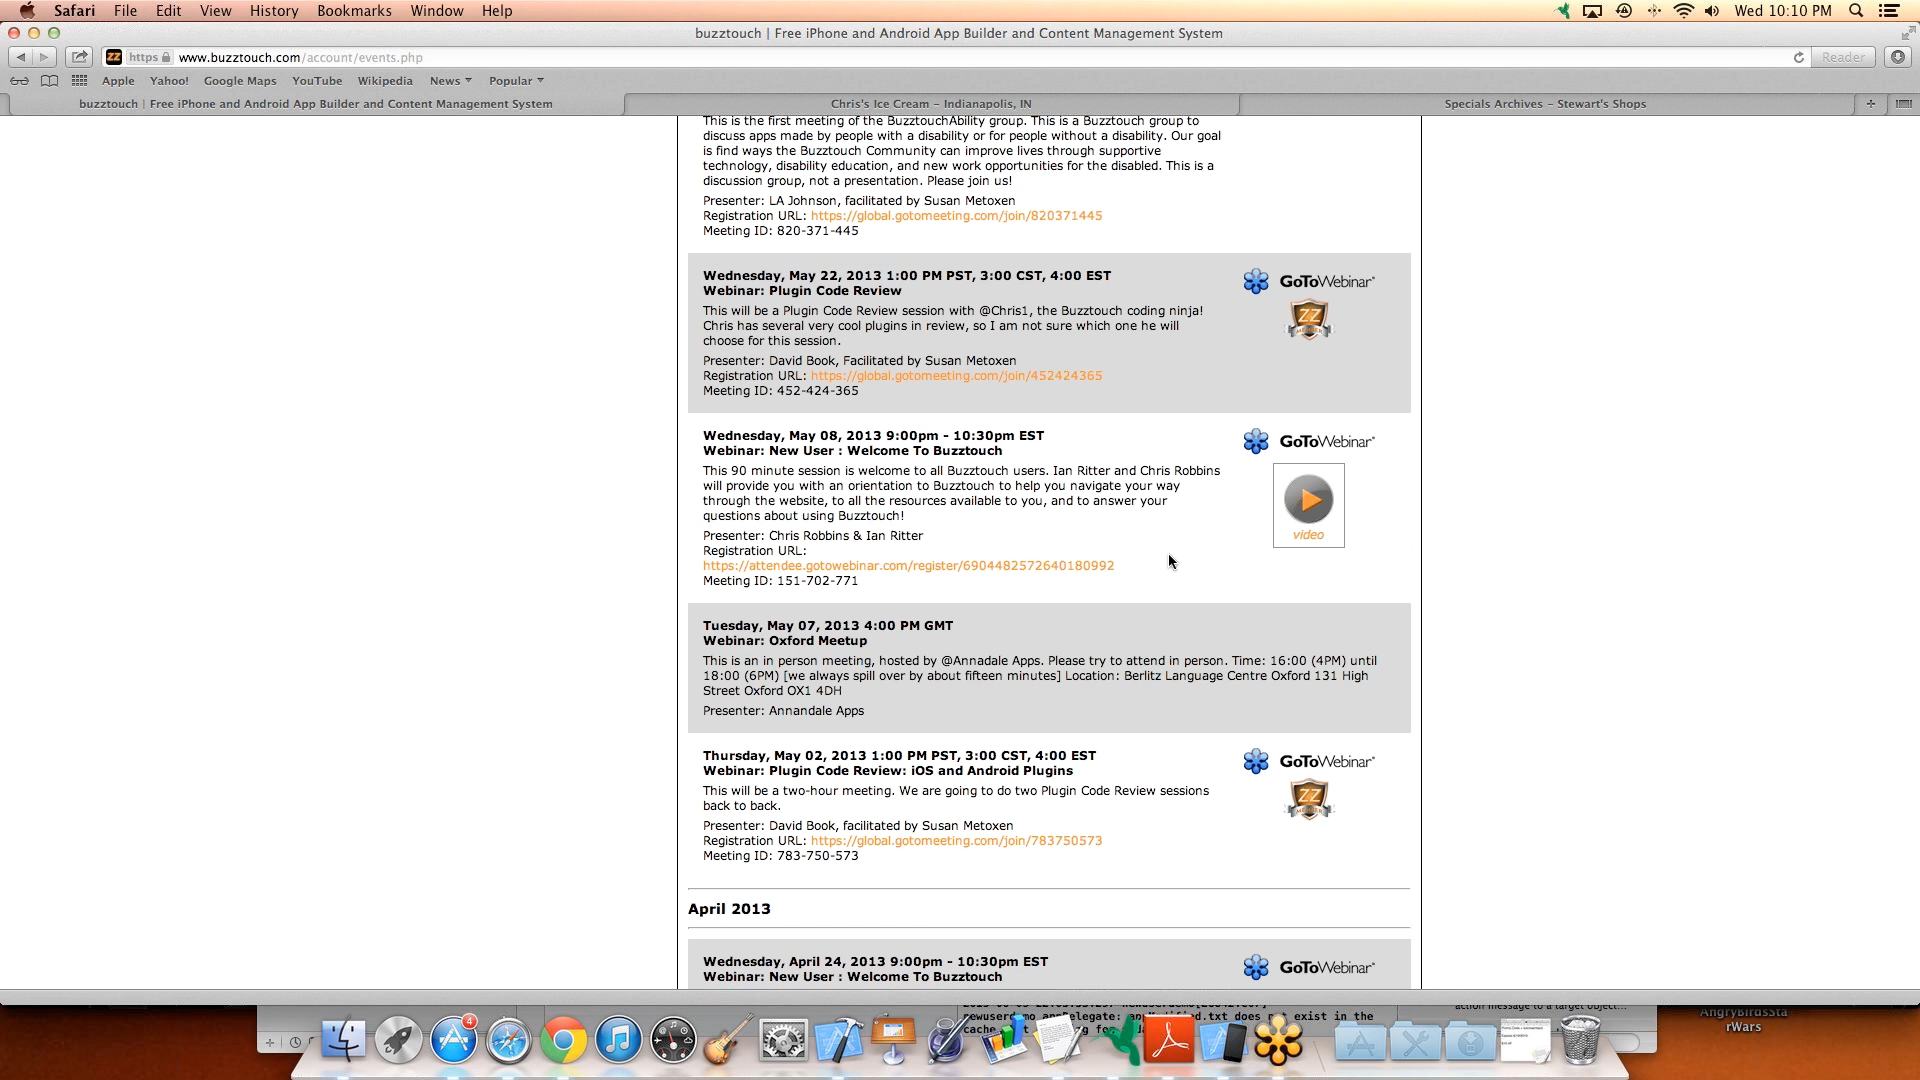 Safari File Edit View History Bookmarks Window Help Wed 10:10 PM
buzztouch | Free iPhone and Android App Builder and Content Management System
https www.buzztouch.com/account/events.php Reader
Apple Yahoo! Google Maps YouTube Wikipedia News Popular
buzztouch | Free iPhone and Android App Builder and Content Management System Chris's Ice Cream – Indianapolis, IN Specials Archives – Stewart's Shops
This is the first meeting of the BuzztouchAbility group. This is a Buzztouch group to
discuss apps made by people with a disability or for people without a disability. Our goal
is find ways the Buzztouch Community can improve lives through supportive
technology, disability education, and new work opportunities for the disabled. This is a
discussion group, not a presentation. Please join us!
Presenter: LA Johnson, facilitated by Susan Metoxen
Registration URL: https://global.gotomeeting.com/join/820371445
Meeting ID: 820-371-445
Wednesday, May 22, 2013 1:00 PM PST, 3:00 CST, 4:00 EST
Webinar: Plugin Code Review
GoToWebinar
This will be a Plugin Code Review session with @Chris1, the Buzztouch coding ninja!
Chris has several very cool plugins in review, so I am not sure which one he will
choose for this session.
ZZ
Presenter: David Book, Facilitated by Susan Metoxen
Registration URL: https://global.gotomeeting.com/join/452424365
Meeting ID: 452-424-365
Wednesday, May 08, 2013 9:00pm - 10:30pm EST
Webinar: New User : Welcome To Buzztouch
GoToWebinar
This 90 minute session is welcome to all Buzztouch users. Ian Ritter and Chris Robbins
will provide you with an orientation to Buzztouch to help you navigate your way
through the website, to all the resources available to you, and to answer your
questions about using Buzztouch!
video
Presenter: Chris Robbins & Ian Ritter
Registration URL:
https://attendee.gotowebinar.com/register/6904482572640180992
Meeting ID: 151-702-771
Tuesday, May 07, 2013 4:00 PM GMT
Webinar: Oxford Meetup
This is an in person meeting, hosted by @Annadale Apps. Please try to attend in person. Time: 16:00 (4PM) until
18:00 (6PM) [we always spill over by about fifteen minutes] Location: Berlitz Language Centre Oxford 131 High
Street Oxford OX1 4DH
Presenter: Annandale Apps
Thursday, May 02, 2013 1:00 PM PST, 3:00 CST, 4:00 EST
Webinar: Plugin Code Review: iOS and Android Plugins
GoToWebinar
This will be a two-hour meeting. We are going to do two Plugin Code Review sessions
back to back.
ZZ
Presenter: David Book, facilitated by Susan Metoxen
Registration URL: https://global.gotomeeting.com/join/783750573
Meeting ID: 783-750-573
April 2013
Wednesday, April 24, 2013 9:00pm - 10:30pm EST
Webinar: New User : Welcome To Buzztouch
GoToWebinar
action message to a target object...
exist in the
AngryBirdsSta
rWars
4